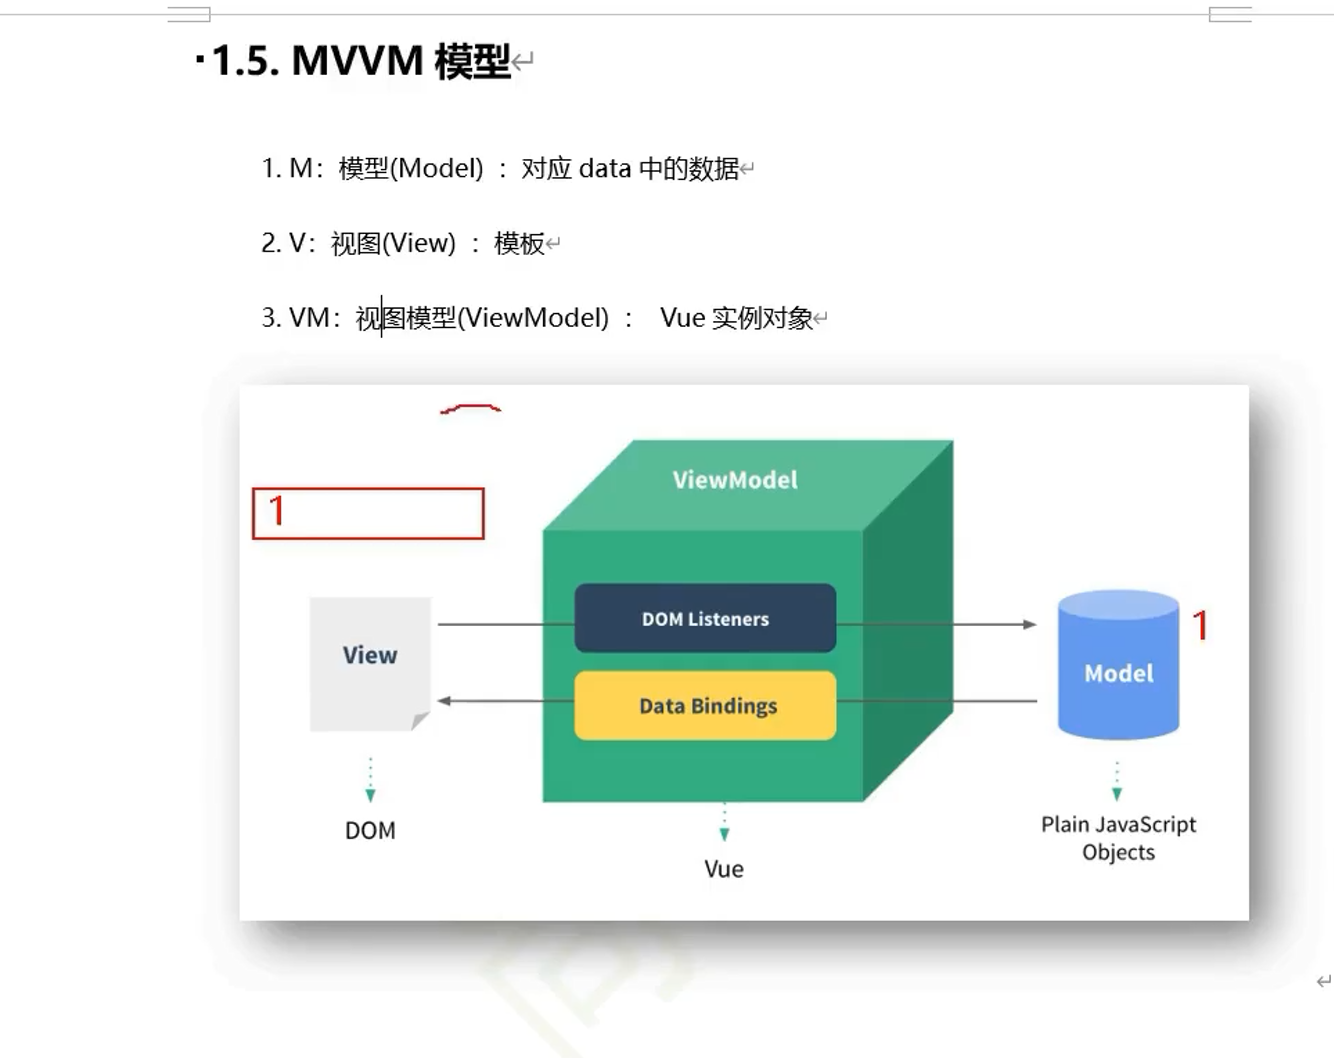 1.5. MVVM 模型
1. M：模型(Model) ：对应 data 中的数据
2. V：视图(View) ：模板
3. VM：视图模型(ViewModel) ： Vue 实例对象
ViewModel
1
DOM Listeners
1
View
Model
Data Bindings
DOM
Plain JavaScript
Objects
Vue